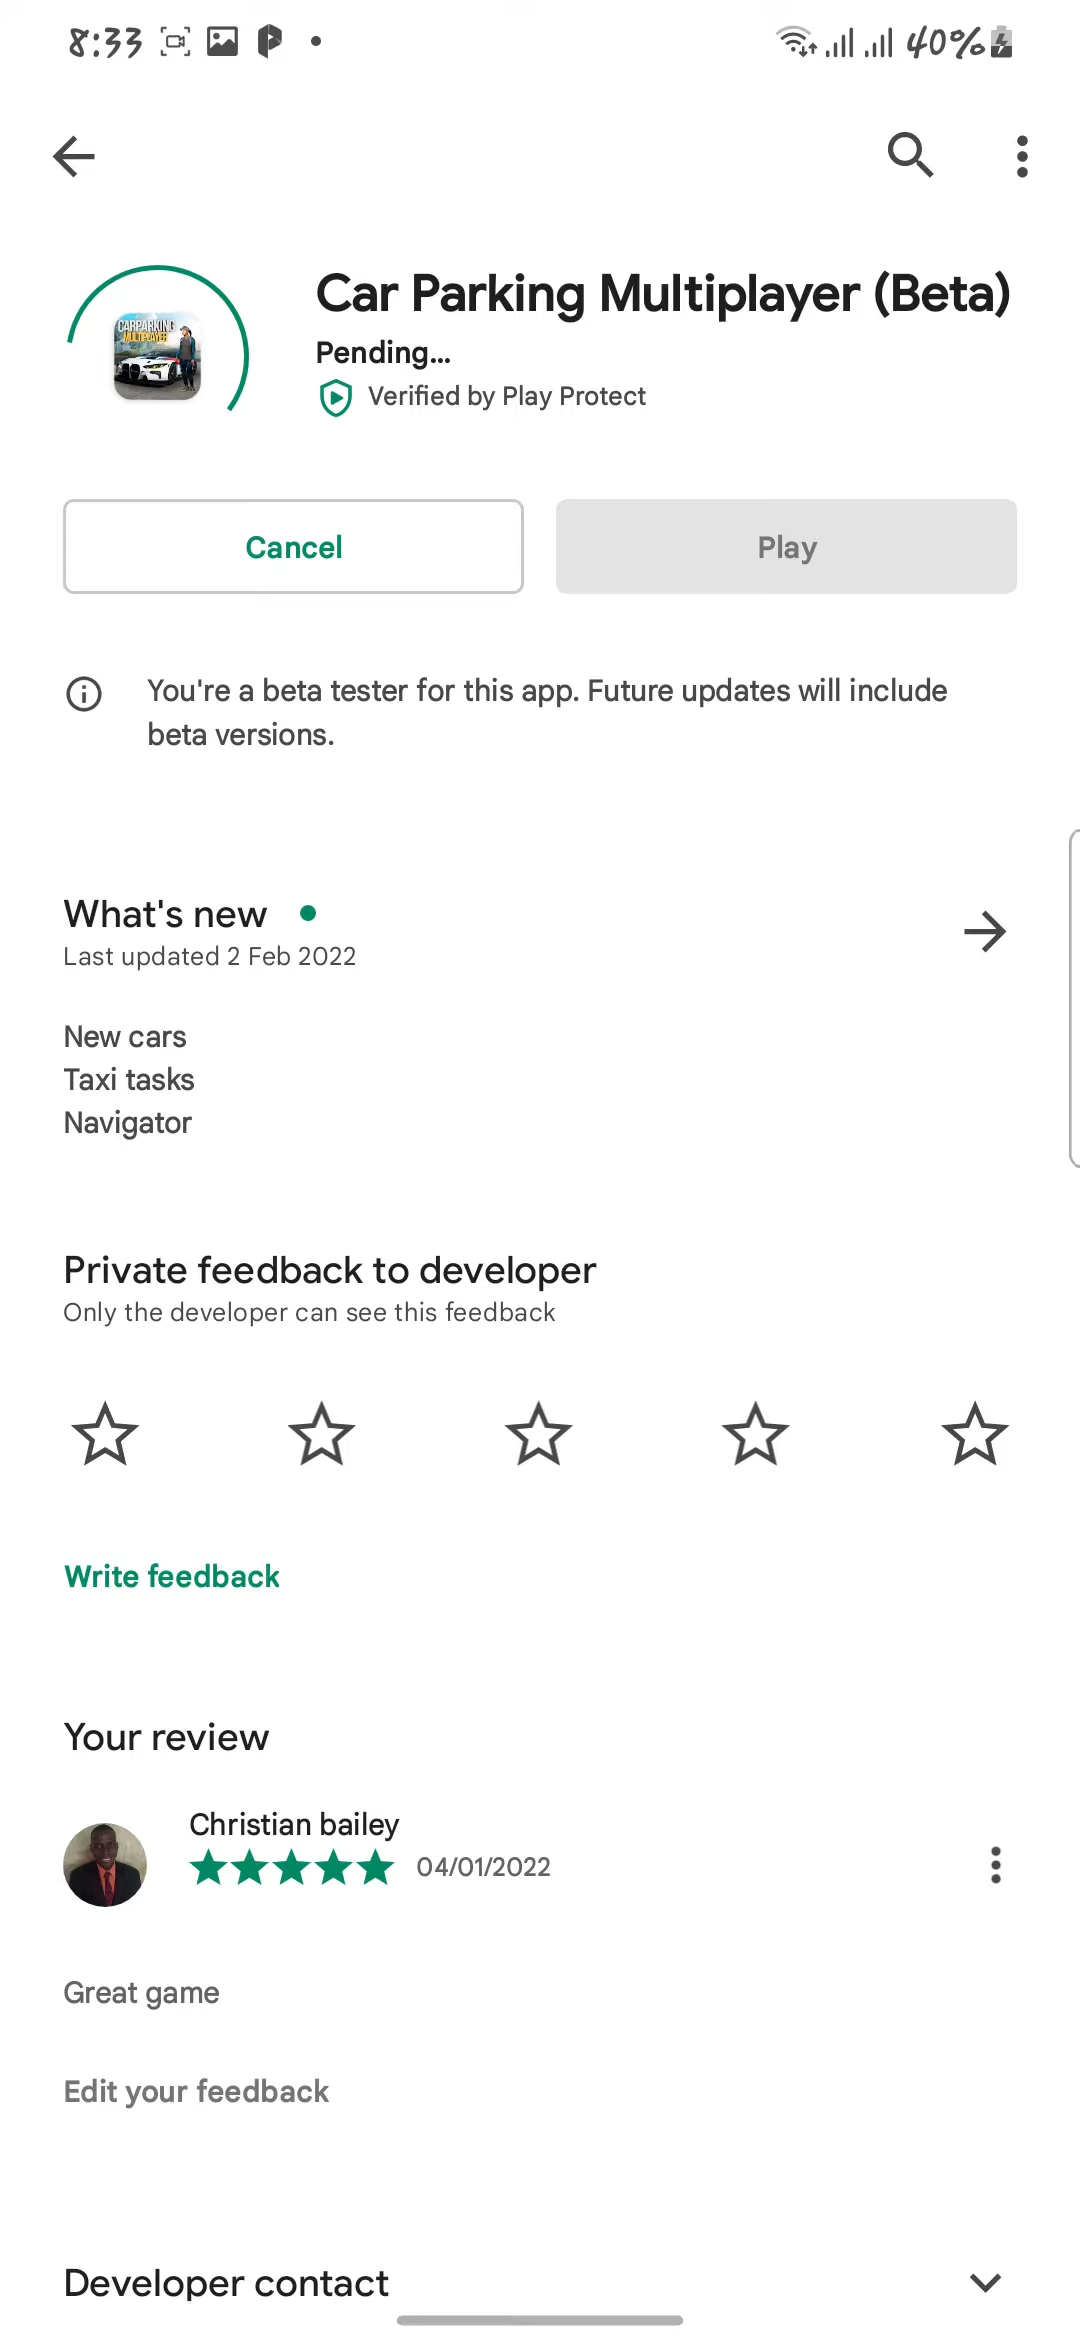 8:33
40%
Car Parking Multiplayer (Beta)
Pending...
Verified by Play Protect
CARPARKING
MULTIPLAYER
Cancel
Play
You're a beta tester for this app. Future updates will include
beta versions.
What's new
Last updated 2 Feb 2022
New cars
Taxi tasks
Navigator
Private feedback to developer
Only the developer can see this feedback
Write feedback
Your review
Christian bailey
04/01/2022
Great game
Edit your feedback
Developer contact